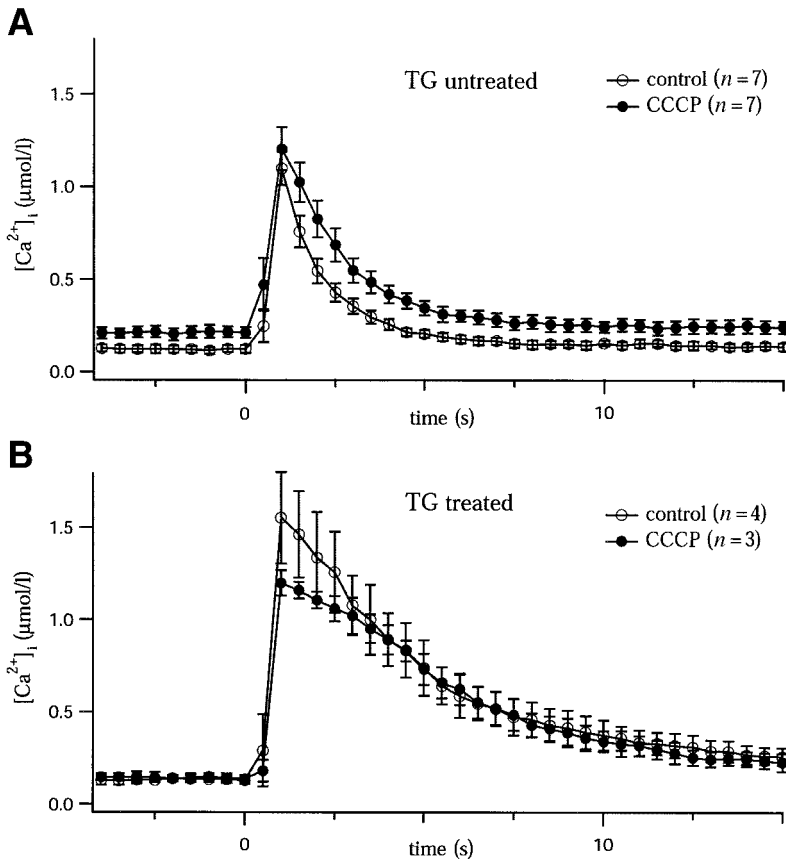 A
TG untreated
control (n = 7)
CCCP (n = 7)
[Ca²⁺]ᵢ (μmol/l)
1.5
1.0
0.5
0.0
0
10
time (s)
B
TG treated
control (n = 4)
CCCP (n = 3)
[Ca²⁺]ᵢ (μmol/l)
1.5
1.0
0.5
0.0
0
10
time (s)